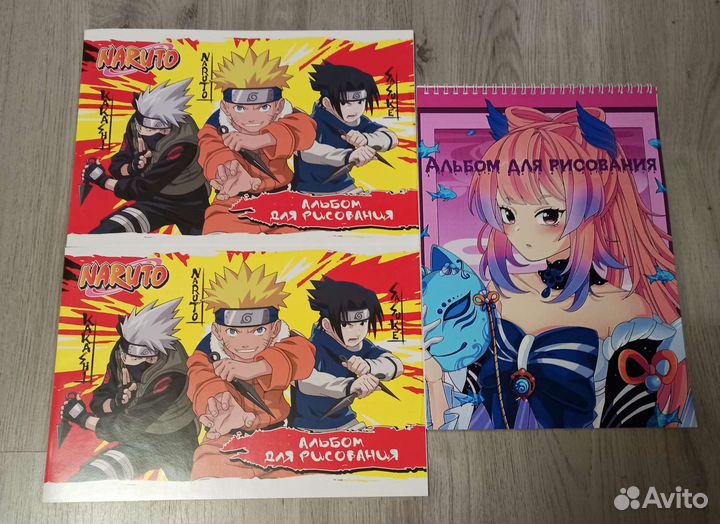 NARUTO
KAKASHI
NARUTO
SASUKE
АЛЬБОМ
ДЛЯ РИСОВАНИЯ
NARUTO
KAKASHI
NARUTO
SASUKE
АЛЬБОМ
ДЛЯ РИСОВАНИЯ
АЛЬБОМ ДЛЯ РИСОВАНИЯ
Avito